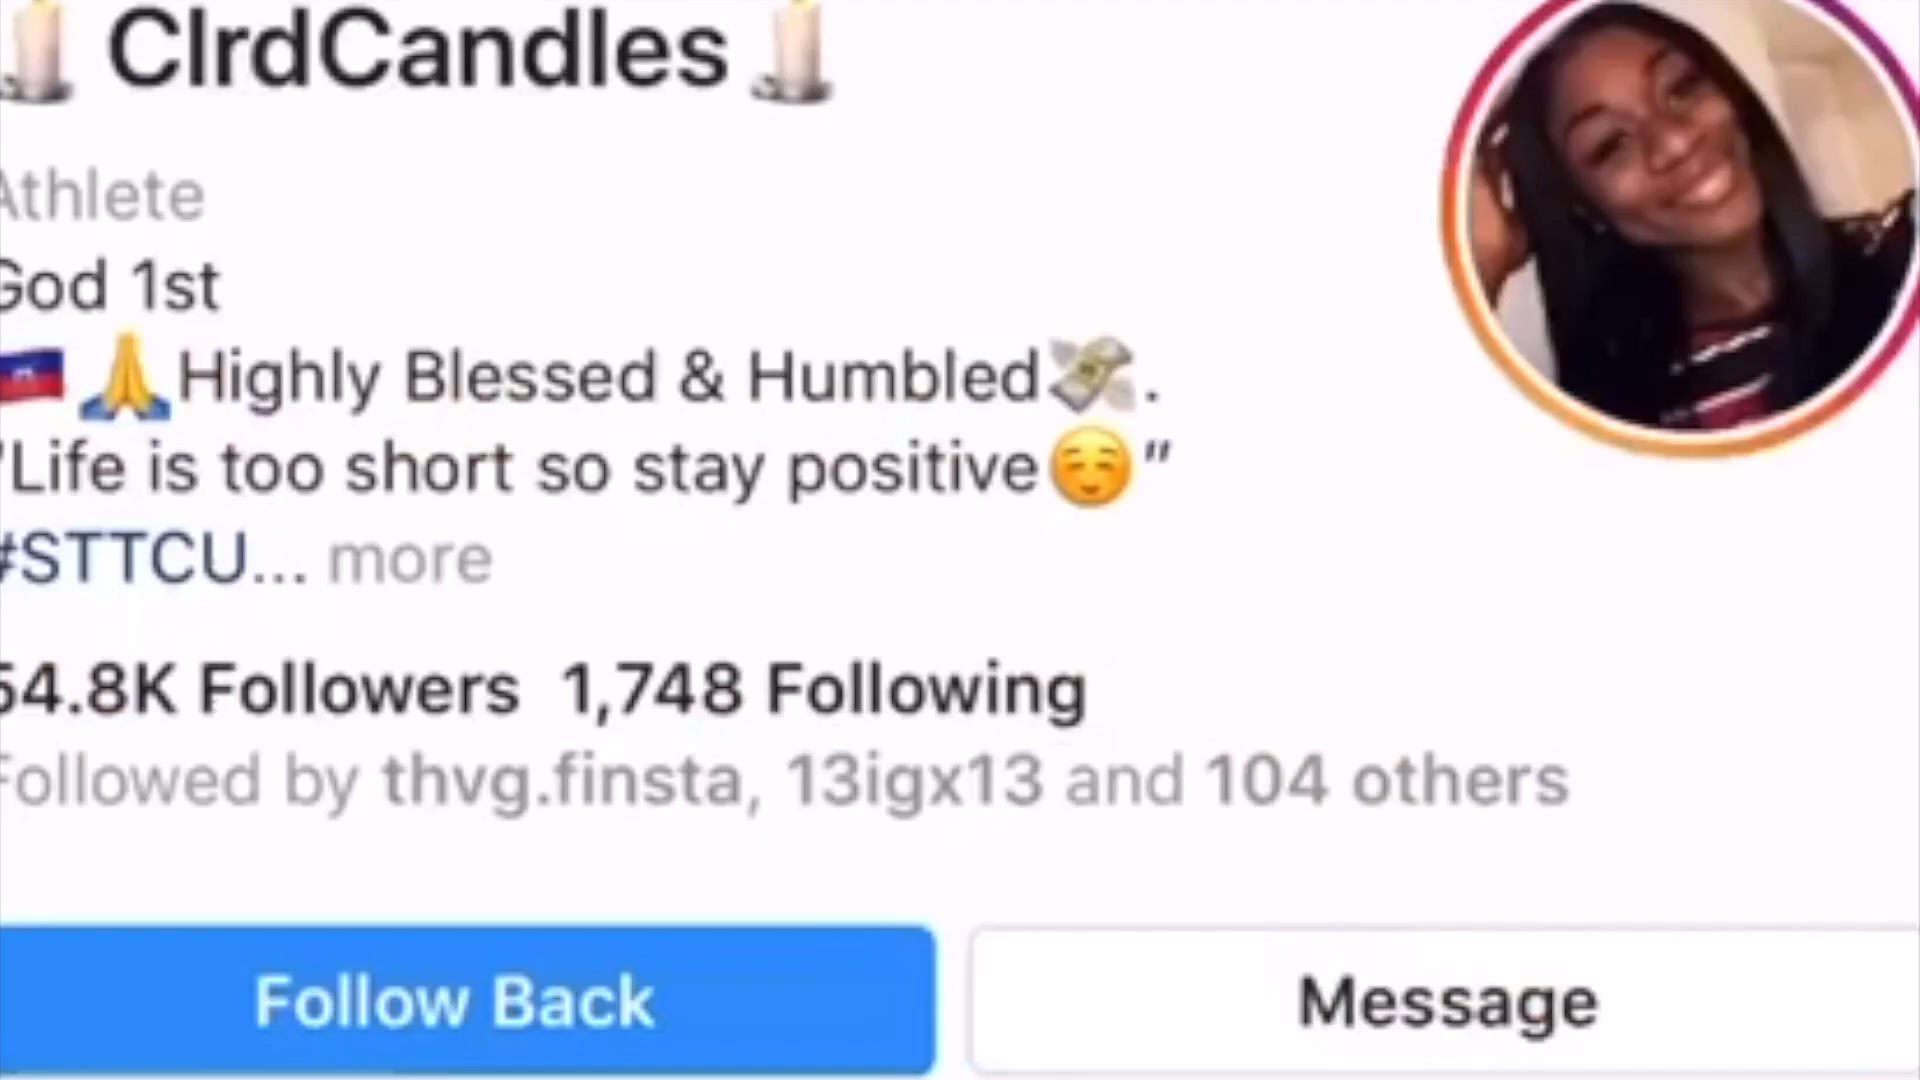 🕯️ClrdCandles🕯️
Athlete
God 1st
🇭🇹🙏Highly Blessed & Humbled💸.
"Life is too short so stay positive☺️"
#STTCU... more
54.8K Followers 1,748 Following
Followed by thvg.finsta, 13igx13 and 104 others
Follow Back
Message